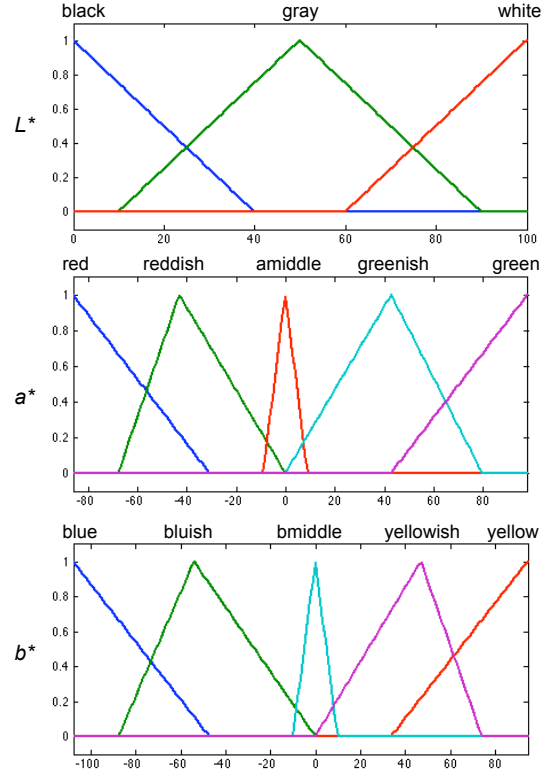 black gray white
1
0.8
0.6
0.4
0.2
0
L*
0 20 40 60 80 100
red reddish amiddle greenish green
1
0.8
0.6
0.4
0.2
0
a*
-80 -60 -40 -20 0 20 40 60 80
blue bluish bmiddle yellowish yellow
1
0.8
0.6
0.4
0.2
0
b*
-100 -80 -60 -40 -20 0 20 40 60 80